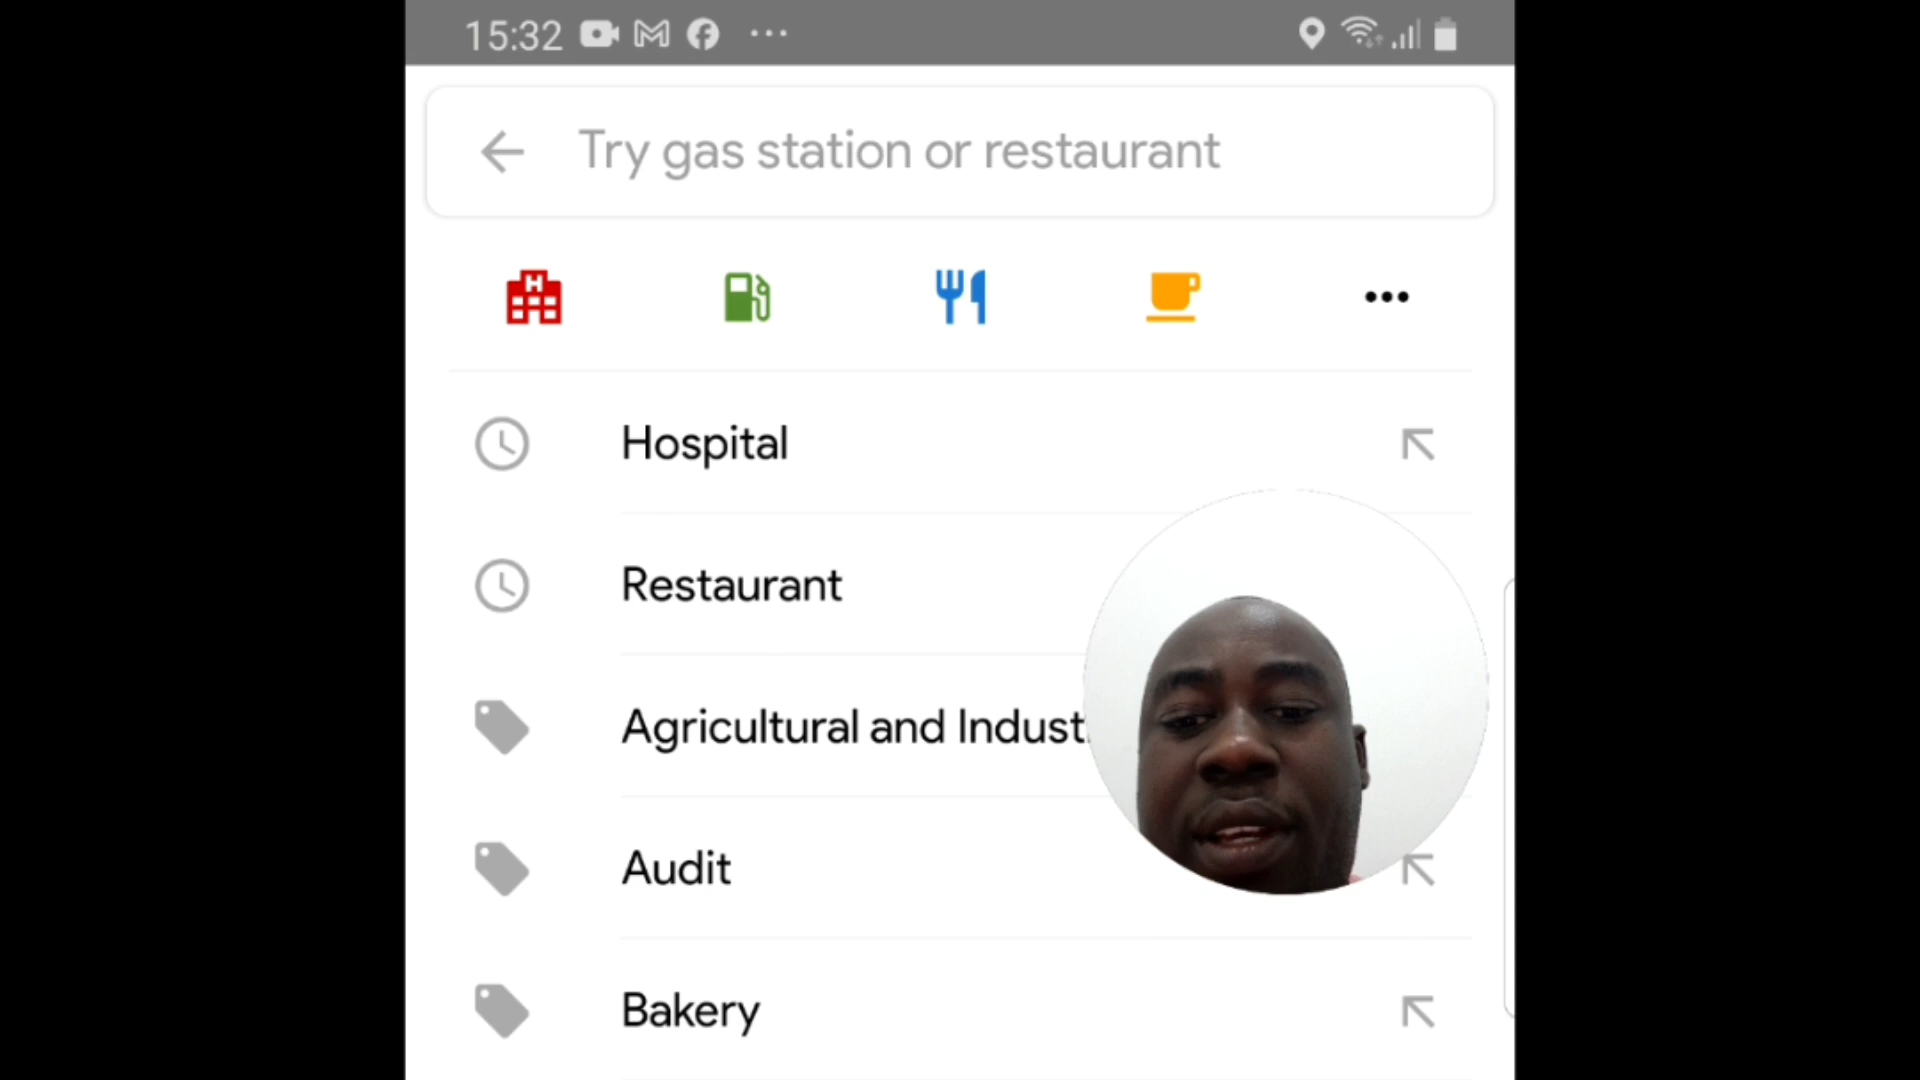 15:32
Try gas station or restaurant
H
Hospital
Restaurant
Agricultural and Indust
Audit
Bakery